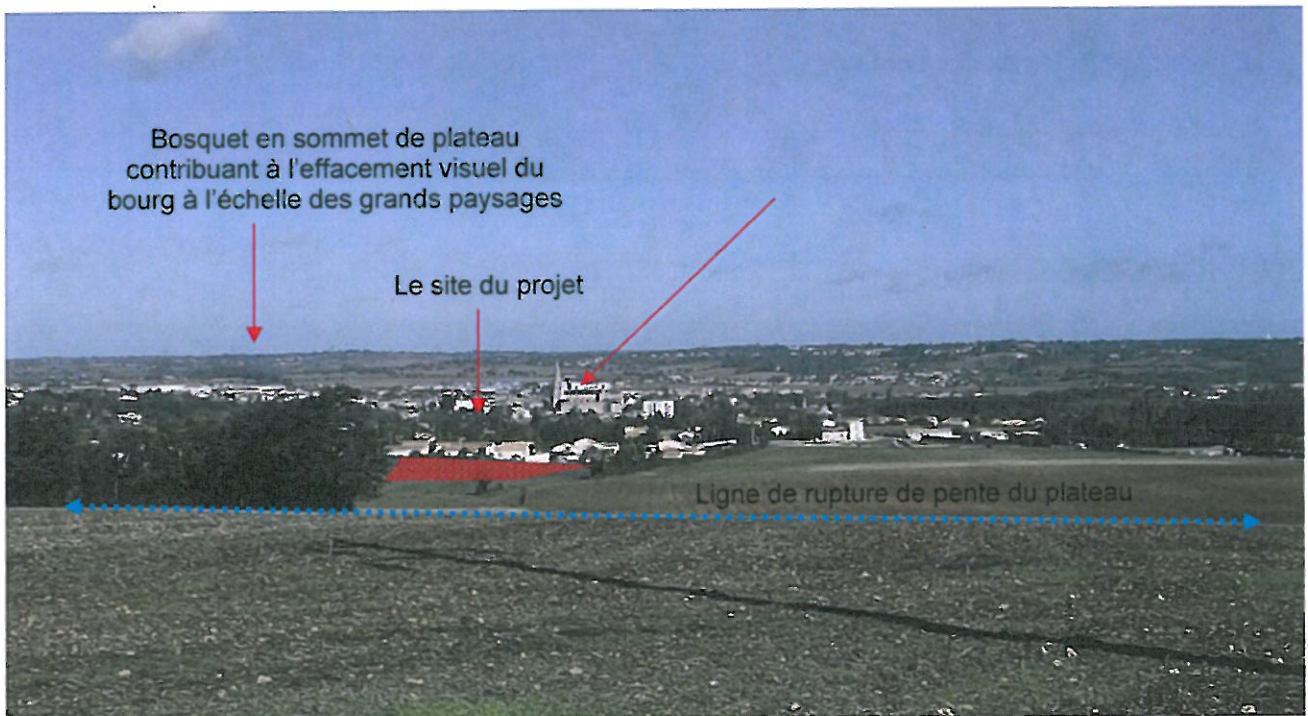 Bosquet en sommet de plateau
contribuant à l'effacement visuel du
bourg à l'échelle des grands paysages
Le site du projet
Ligne de rupture de pente du plateau